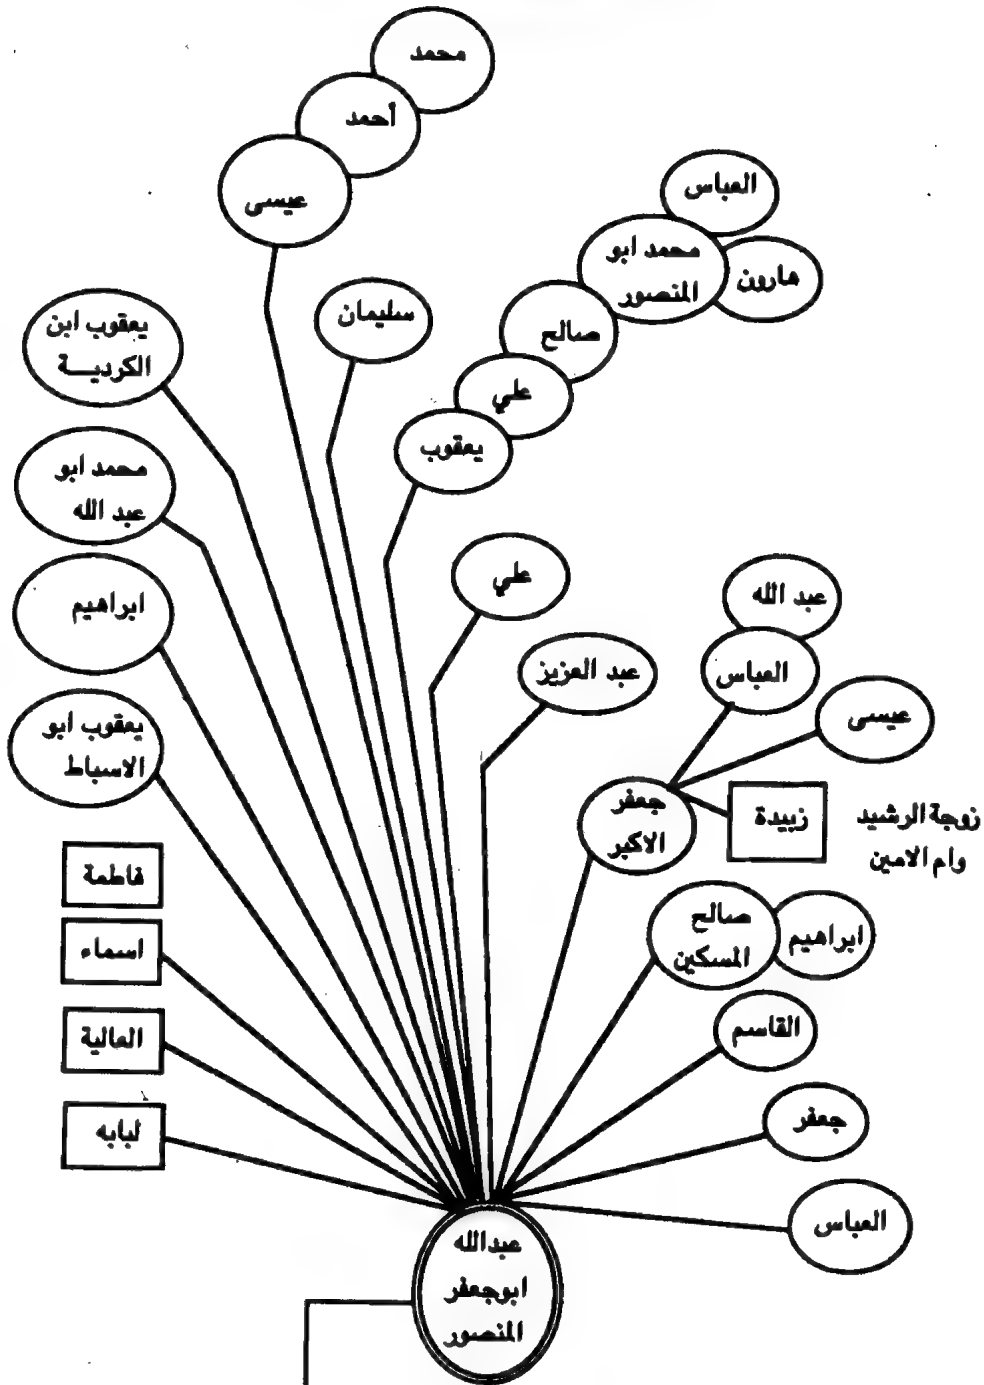 محمد
أحمد
عيسى
العباس
محمد ابو
المنصور
هارون
صالح
علي
يعقوب
سليمان
يعقوب ابن
الكرديـــة
محمد ابو
عبد الله
ابراهيم
يعقوب ابو
الاسباط
علي
عبد العزيز
عبد الله
العباس
عيسى
جعفر
الاكبر
زبيدة
زوجة الرشيد
وام الامين
صالح
المسكين
ابراهيم
القاسم
جعفر
العباس
فاطمة
اسماء
العالية
لبابه
عبدالله
ابوجعفر
المنصور